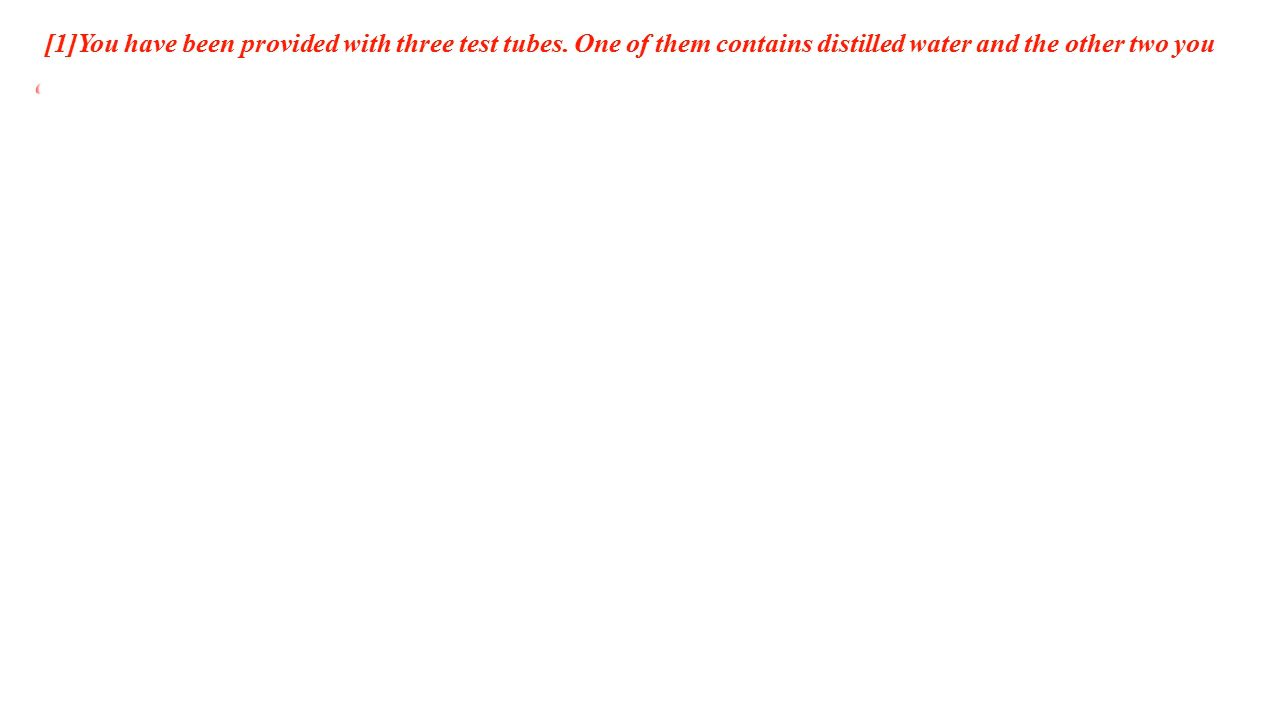 [1]You have been provided with three test tubes. One of them contains distilled water and the other two you